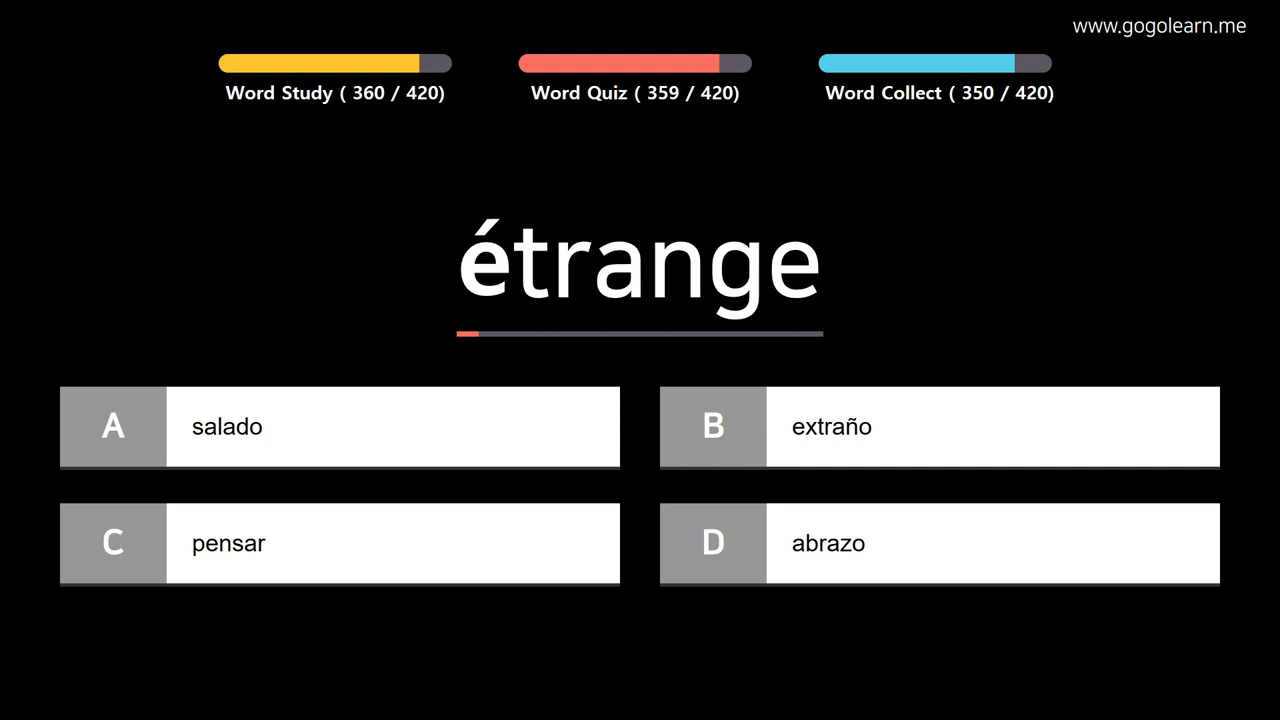 www.gogolearn.me
Word Study ( 360 / 420)
Word Quiz ( 359 / 420)
Word Collect ( 350 / 420)
étrange
A salado
B extraño
C pensar
D abrazo